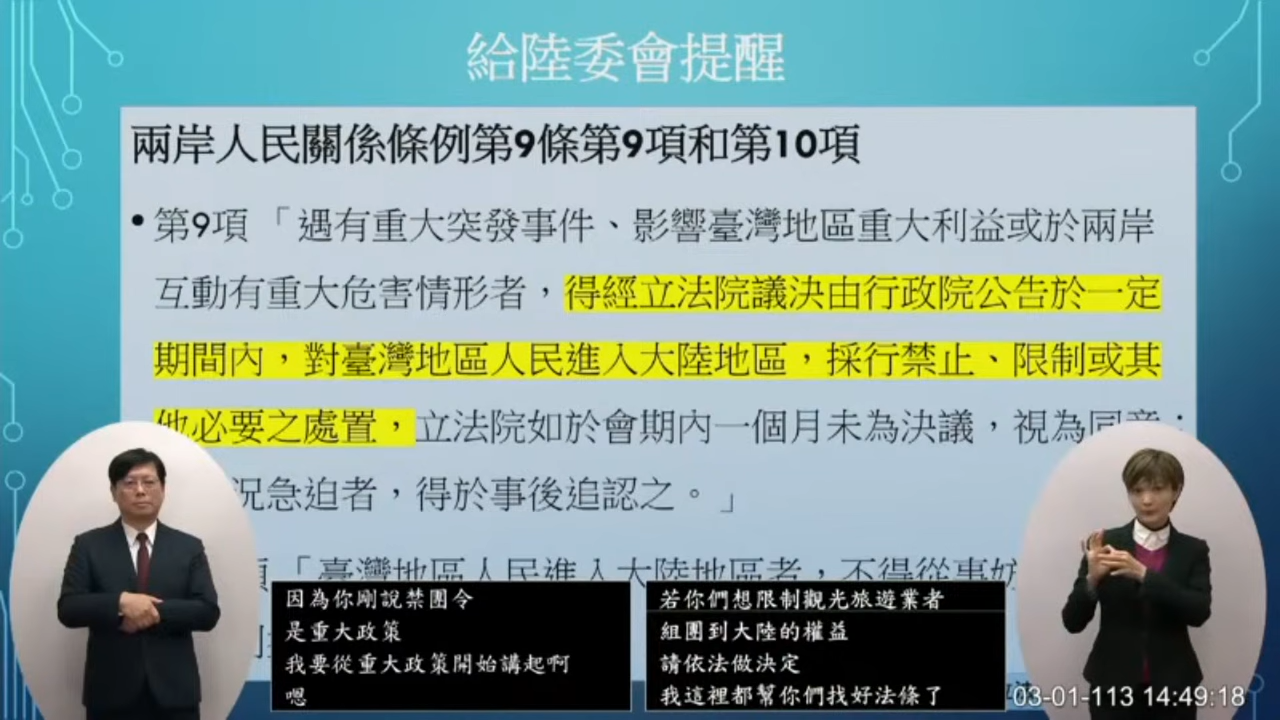 給陸委會提醒
兩岸人民關係條例第9條第9項和第10項
•第9項「遇有重大突發事件、影響臺灣地區重大利益或於兩岸
互動有重大危害情形者，得經立法院議決由行政院公告於一定
期間內，對臺灣地區人民進入大陸地區，採行禁止、限制或其
他必要之處置，立法院如於會期內一個月未為決議，視為同意；
況急迫者，得於事後追認之。」
項「臺灣地區人民進入大陸地區者，不得從事妨
因為你剛說禁團令
是重大政策
我要從重大政策開始講起啊
嗯
若你們想限制觀光旅遊業者
組團到大陸的權益
請依法做決定
我這裡都幫你們找好法條了
03-01-113 14:49:18